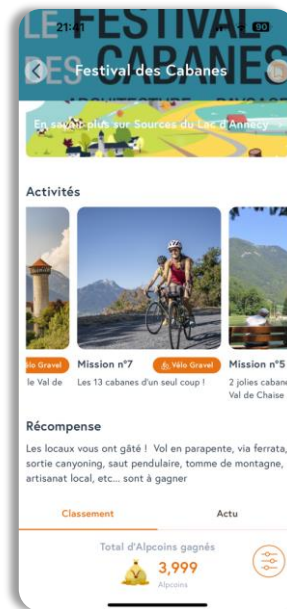 LE FESTIVAL
21:41
90
DES CABANES
Festival des Cabanes
ARCHITECTURE
PAYSAGE
En savoir plus sur Sources du Lac d'Annecy
Activités
Vélo Gravel
Mission n°7
Vélo Gravel
Mission n°5
le Val de
Les 13 cabanes d'un seul coup !
2 jolies cabane
Val de Chaise
Récompense
Les locaux vous ont gâté ! Vol en parapente, via ferrata,
sortie canyoning, saut pendulaire, tomme de montagne,
artisanat local, etc... sont à gagner
Classement
Actu
Total d'Alpcoins gagnés
3,999
Alpcoins